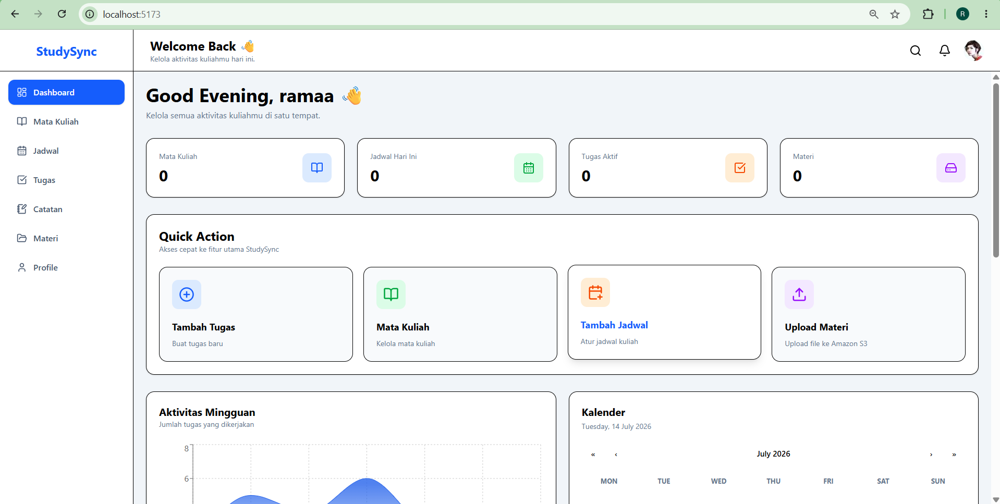 localhost:5173
R
StudySync
Welcome Back 👋
Kelola aktivitas kuliahmu hari ini.
Dashboard
Mata Kuliah
Jadwal
Tugas
Catatan
Materi
Profile
Good Evening, ramaa 👋
Kelola semua aktivitas kuliahmu di satu tempat.
Mata Kuliah
0
Jadwal Hari Ini
0
Tugas Aktif
0
Materi
0
Quick Action
Akses cepat ke fitur utama StudySync
Tambah Tugas
Buat tugas baru
Mata Kuliah
Kelola mata kuliah
Tambah Jadwal
Atur jadwal kuliah
Upload Materi
Upload file ke Amazon S3
Aktivitas Mingguan
Jumlah tugas yang dikerjakan
8
6
Kalender
Tuesday, 14 July 2026
« ‹ July 2026 › »
MON TUE WED THU FRI SAT SUN